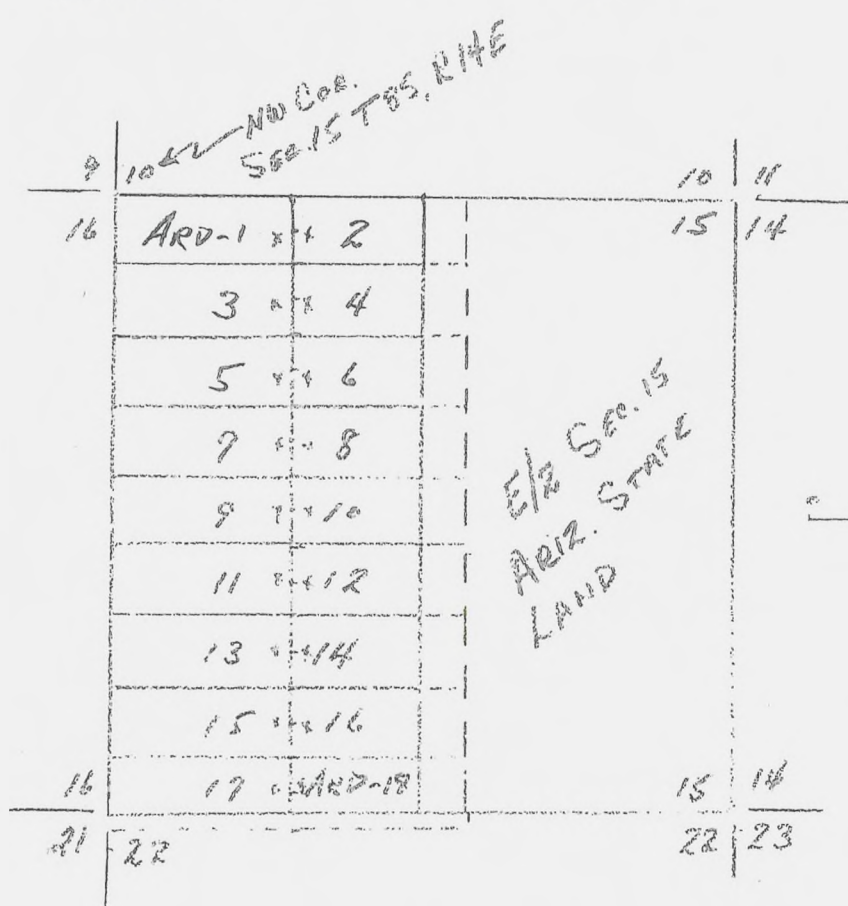 NW COR.
SEC. 15 T8S, R14E
9 10 10 11
16 15 14
ARD-1 2
3 4
5 6
7 8
9 10
11 12
13 14
15 16
17 ARD-18
E/2 SEC. 15
ARIZ. STATE
LAND
16 15 14
21 22 22 23